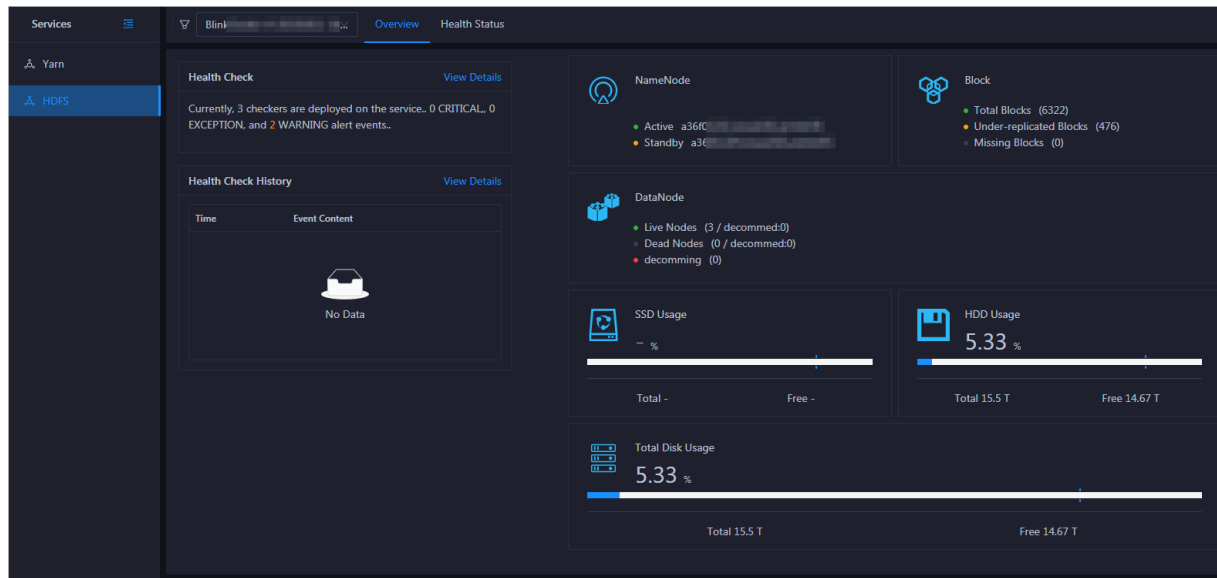 Services
Yarn
HDFS
Blink
Overview
Health Status
Health Check
View Details
Currently, 3 checkers are deployed on the service.. 0 CRITICAL,, 0
EXCEPTION, and 2 WARNING alert events..
Health Check History
View Details
Time Event Content
No Data
NameNode
Active a36f0
Standby a36
Block
Total Blocks (6322)
Under-replicated Blocks (476)
Missing Blocks (0)
DataNode
Live Nodes (3 / decommed:0)
Dead Nodes (0 / decommed:0)
decomming (0)
SSD Usage
- %
Total - Free -
HDD Usage
5.33 %
Total 15.5 T Free 14.67 T
Total Disk Usage
5.33 %
Total 15.5 T Free 14.67 T